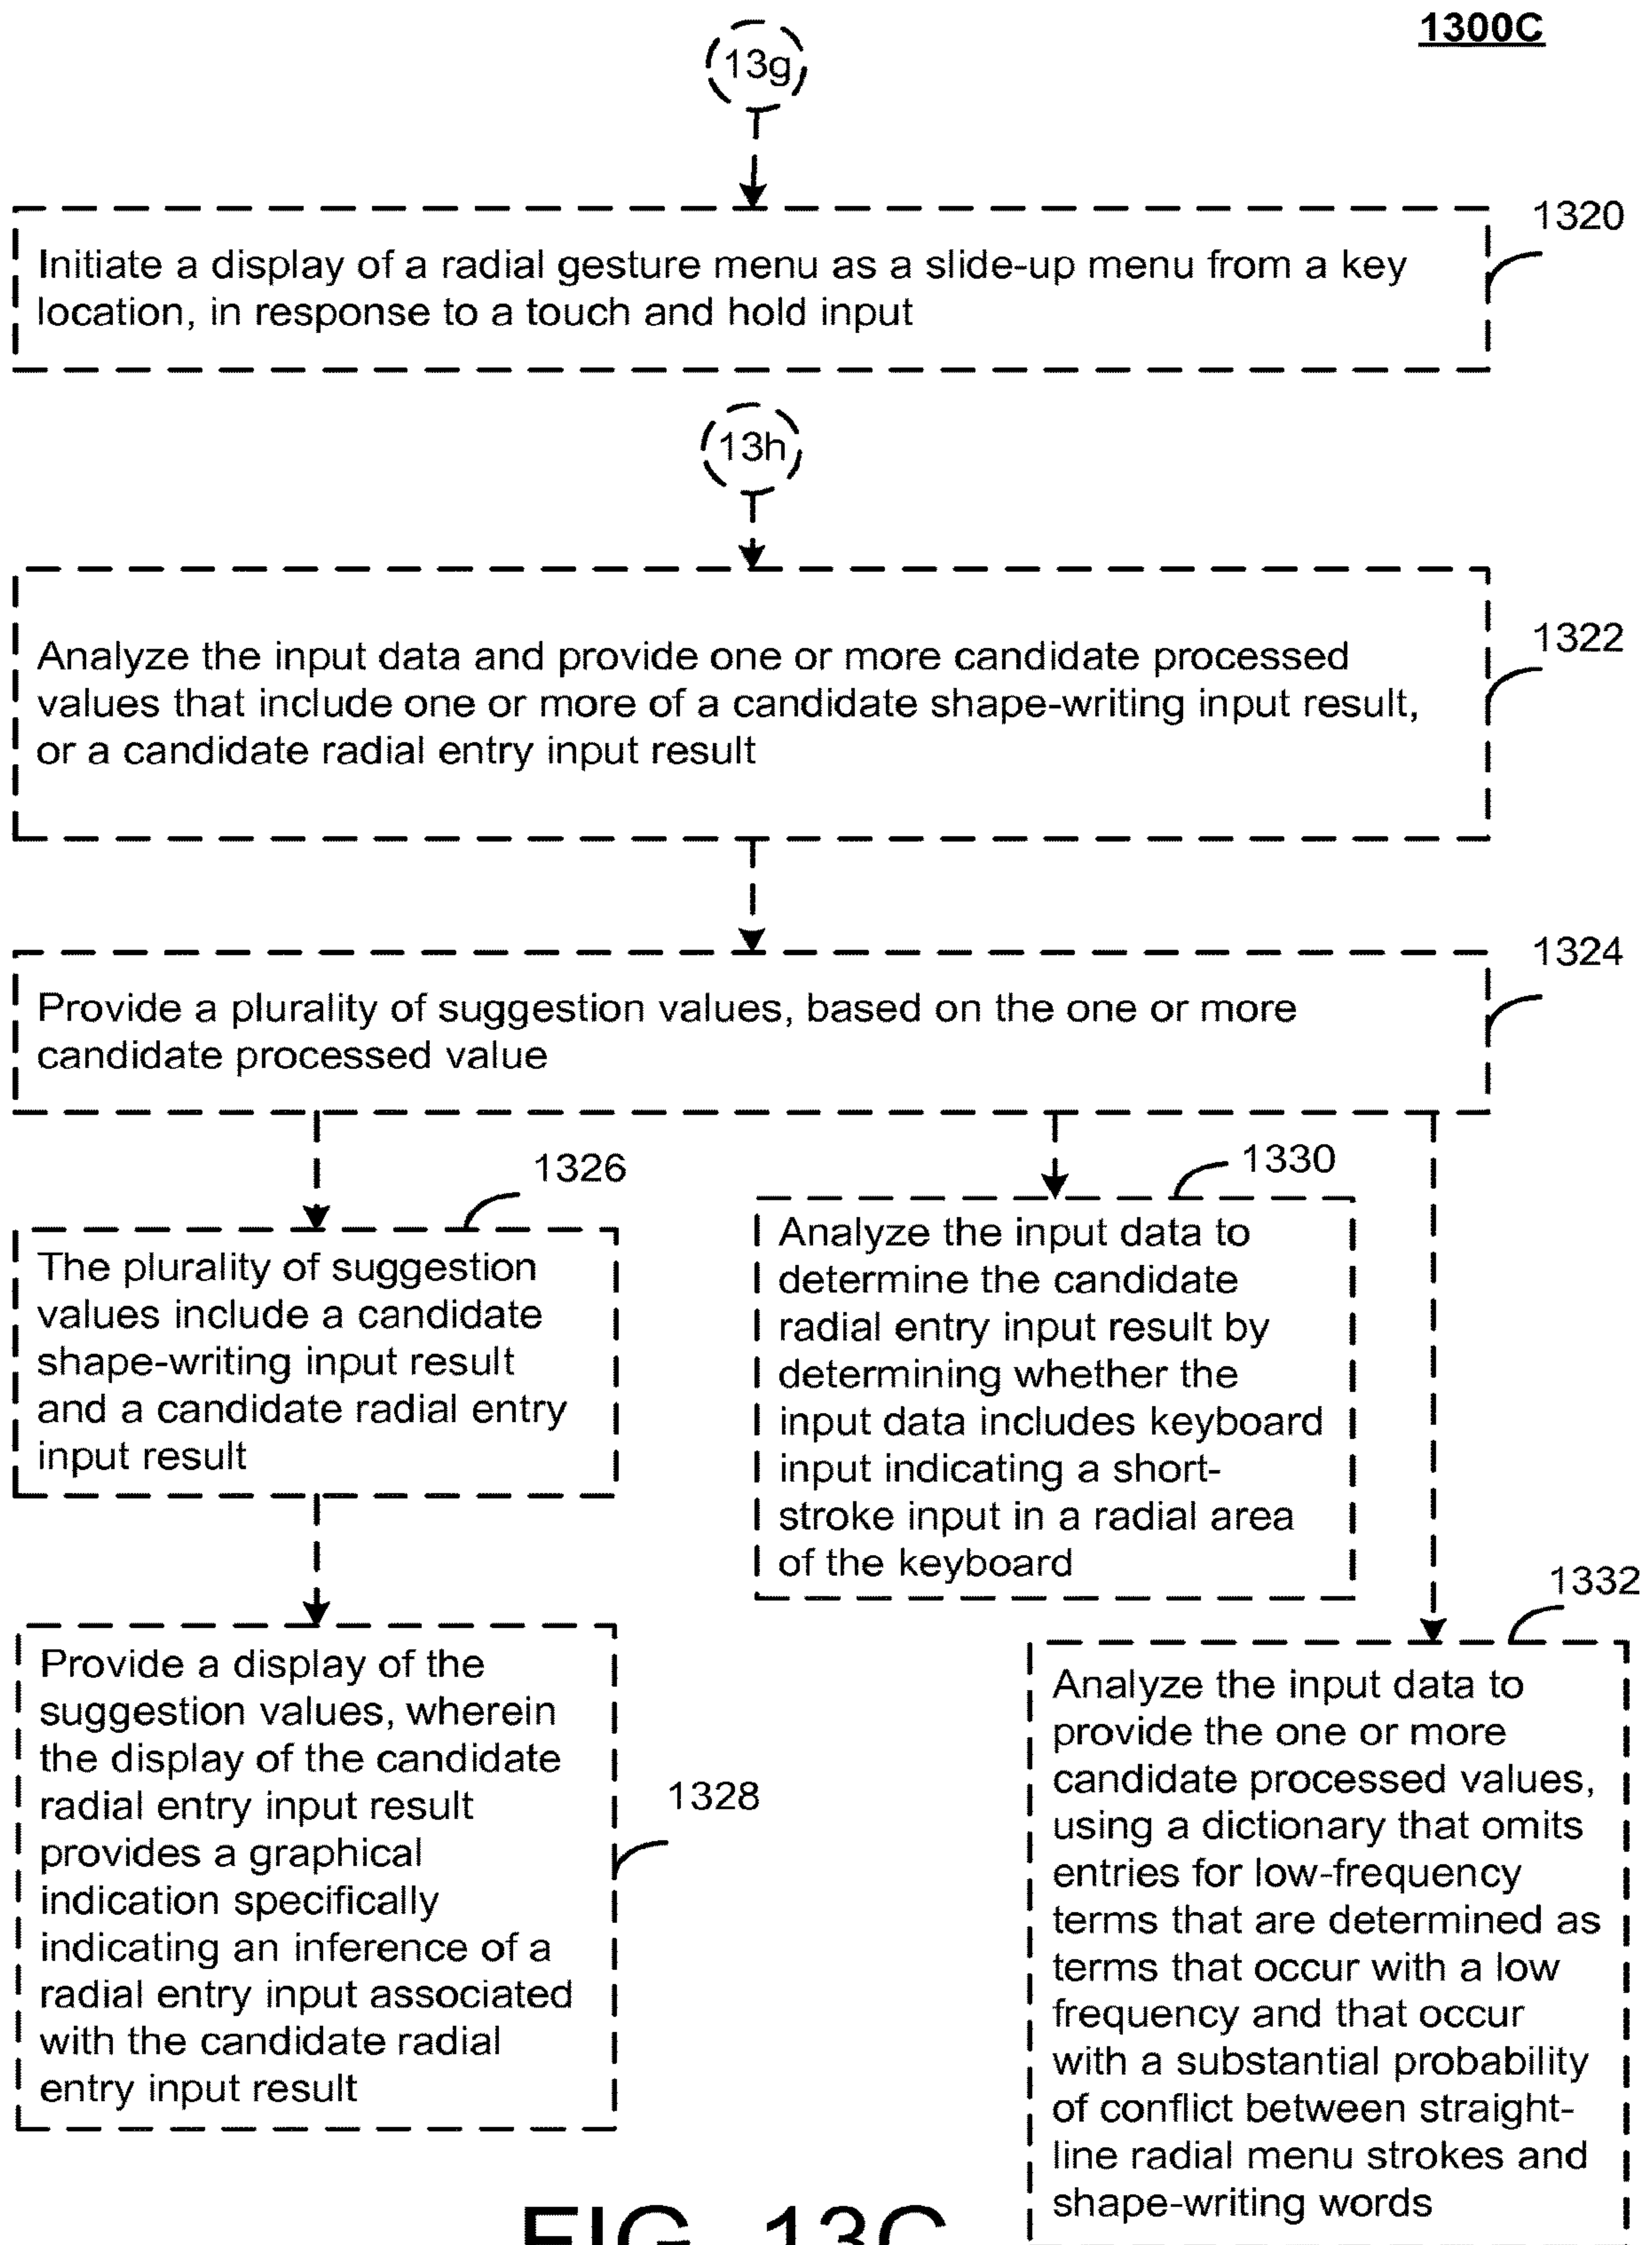 1300C
13g
1320
Initiate a display of a radial gesture menu as a slide-up menu from a key
location, in response to a touch and hold input
13h
1322
Analyze the input data and provide one or more candidate processed
values that include one or more of a candidate shape-writing input result,
or a candidate radial entry input result
1324
Provide a plurality of suggestion values, based on the one or more
candidate processed value
1326
The plurality of suggestion
values include a candidate
shape-writing input result
and a candidate radial entry
input result
1330
Analyze the input data to
determine the candidate
radial entry input result by
determining whether the
input data includes keyboard
input indicating a short-
stroke input in a radial area
of the keyboard
1328
Provide a display of the
suggestion values, wherein
the display of the candidate
radial entry input result
provides a graphical
indication specifically
indicating an inference of a
radial entry input associated
with the candidate radial
entry input result
1332
Analyze the input data to
provide the one or more
candidate processed values,
using a dictionary that omits
entries for low-frequency
terms that are determined as
terms that occur with a low
frequency and that occur
with a substantial probability
of conflict between straight-
line radial menu strokes and
shape-writing words
FIG. 13C